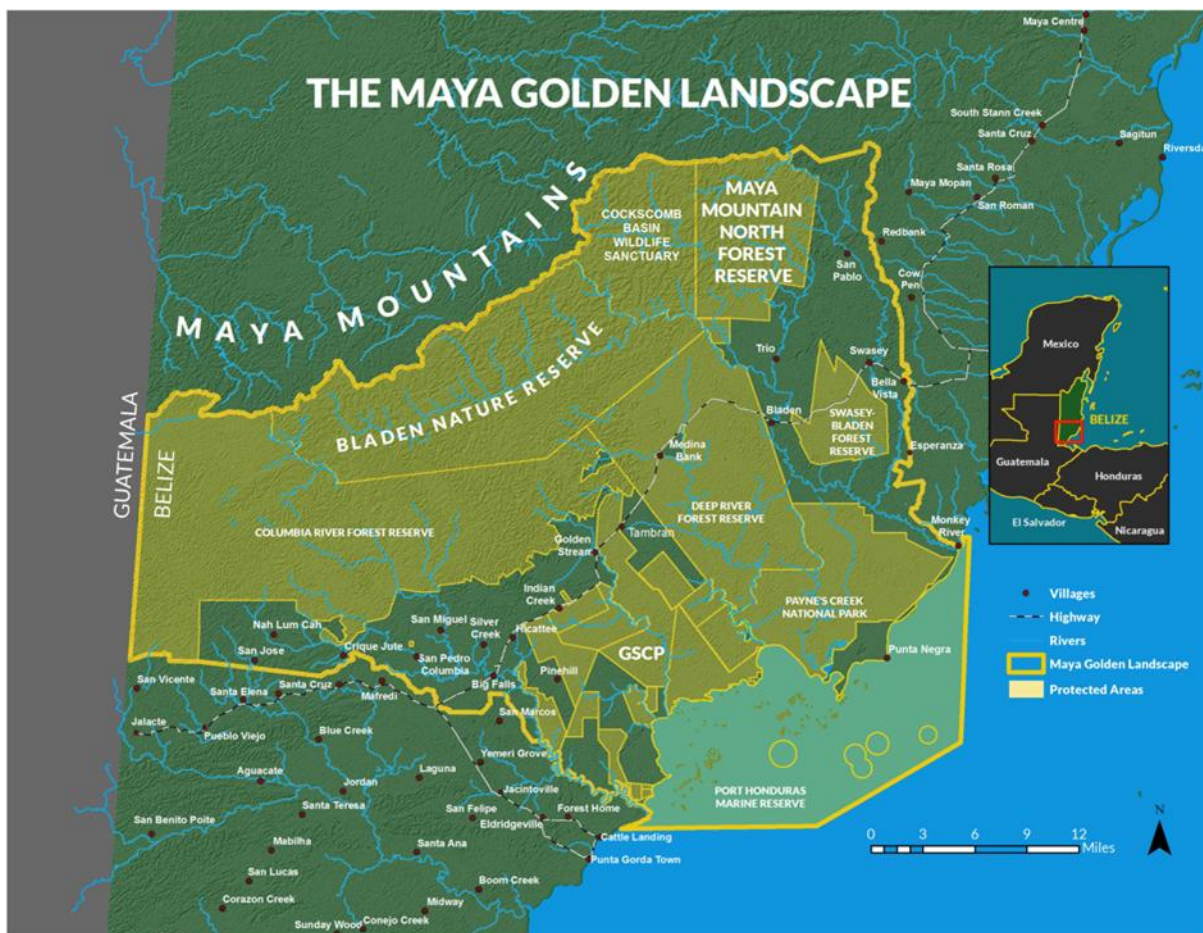 THE MAYA GOLDEN LANDSCAPE
MAYA MOUNTAINS
Maya Centre
South Stann Creek
Santa Cruz
Sagitun
Riversda
Santa Rosa
Maya Mopan
San Roman
COCKSCOMB
BASIN
WILDLIFE
SANCTUARY
MAYA
MOUNTAIN
NORTH
FOREST
RESERVE
Redbank
San
Pablo
Cow
Pen
BLADEN NATURE RESERVE
Trio
Swasey
Bella
Vista
Bladen
SWASEY-
BLADEN
FOREST
RESERVE
Medina
Bank
Esperanza
GUATEMALA
BELIZE
COLUMBIA RIVER FOREST RESERVE
DEEP RIVER
FOREST RESERVE
Tambran
Golden
Stream
Monkey
River
Indian
Creek
PAYNE'S CREEK
NATIONAL PARK
Nah Lum Cah
San Miguel
Silver
Creek
Hicattee
San Jose
Crique Jute
San Pedro
Columbia
Pinehill
GSCP
Punta Negra
San Vicente
Santa Elena
Santa Cruz
Mafredi
Big Falls
San Marcos
Jalacte
Pueblo Viejo
Blue Creek
Yemeri Grove
Aguacate
Jordan
Laguna
Jacintoville
PORT HONDURAS
MARINE RESERVE
Santa Teresa
San Felipe
Forest Home
Eldridgeville
San Benito Poite
Cattle Landing
Mabilha
Santa Ana
Punta Gorda Town
San Lucas
Boom Creek
Corazon Creek
Midway
Sunday Wood
Conejo Creek
Mexico
BELIZE
Guatemala
Honduras
El Salvador
Nicaragua
Villages
Highway
Rivers
Maya Golden Landscape
Protected Areas
N
0 3 6 9 12
Miles